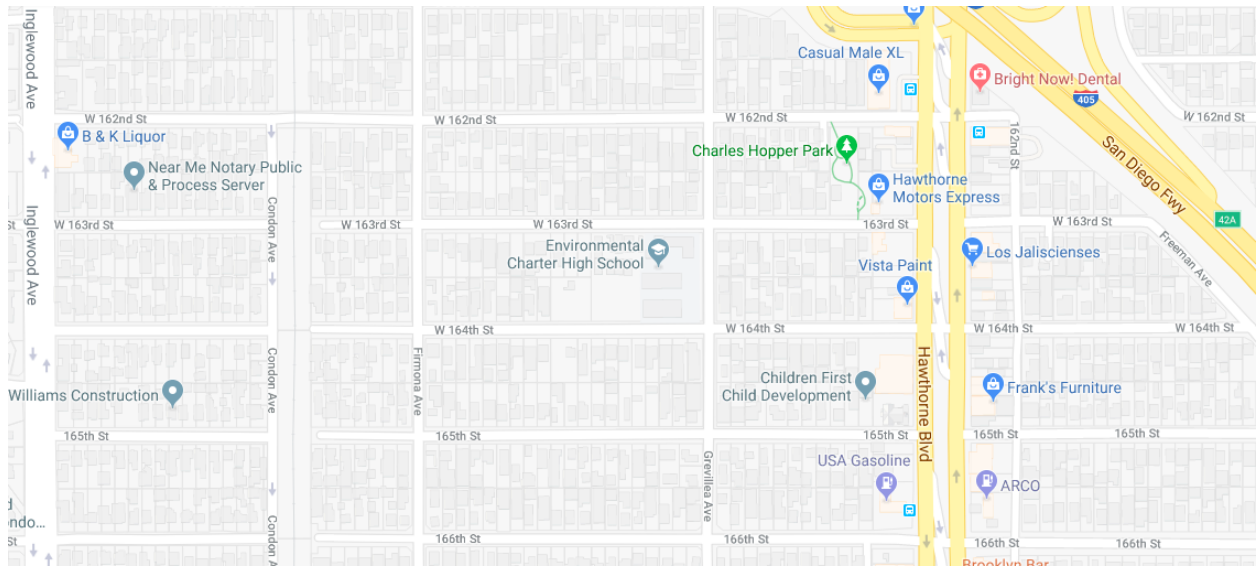 Inglewood Ave
Casual Male XL
Bright Now! Dental
405
W 162nd St
W 162nd St
W 162nd St
B & K Liquor
162nd St
Near Me Notary Public
& Process Server
Charles Hopper Park
San Diego Fwy
Hawthorne
Motors Express
Inglewood Ave
Condon Ave
W 163rd St
W 163rd St
W 163rd St
163rd St
W 163rd St
42A
Freeman Ave
Environmental
Charter High School
Los Jaliscienses
Vista Paint
W 164th St
W 164th St
W 164th St
W 164th St
Condon Ave
Firmona Ave
Hawthorne Blvd
Williams Construction
Children First
Child Development
Frank's Furniture
165th St
165th St
165th St
165th St
165th St
Grevillea Ave
USA Gasoline
ARCO
d
ondo...
St
Condon A
166th St
166th St
166th St
166th St
Brooklyn Bar